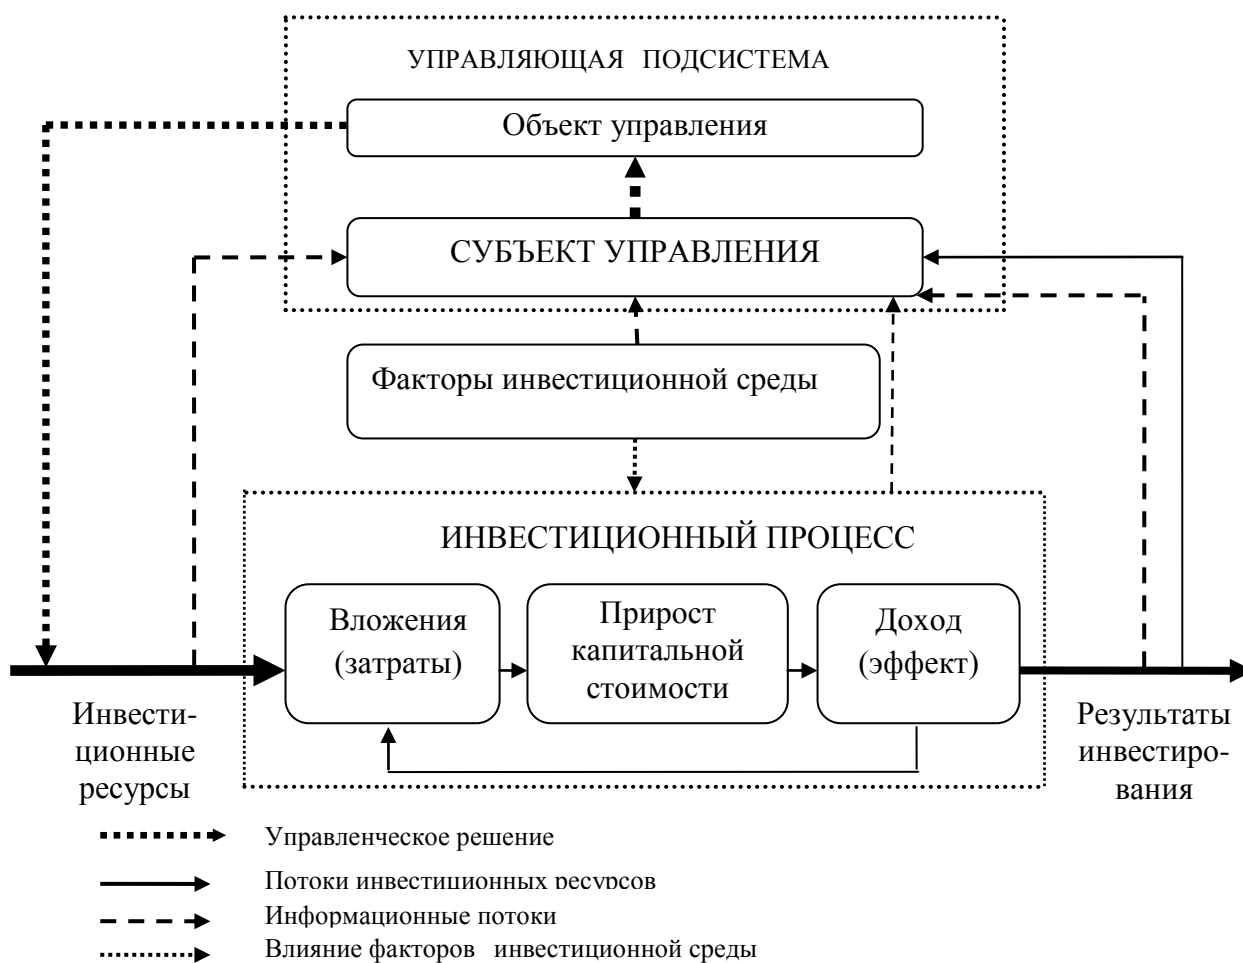 УПРАВЛЯЮЩАЯ ПОДСИСТЕМА
Объект управления
СУБЪЕКТ УПРАВЛЕНИЯ
Факторы инвестиционной среды
ИНВЕСТИЦИОННЫЙ ПРОЦЕСС
Вложения
(затраты)
Прирост
капитальной
стоимости
Доход
(эффект)
Инвести-
ционные
ресурсы
Результаты
инвестиро-
вания
Управленческое решение
Потоки инвестиционных ресурсов
Информационные потоки
Влияние факторов инвестиционной среды